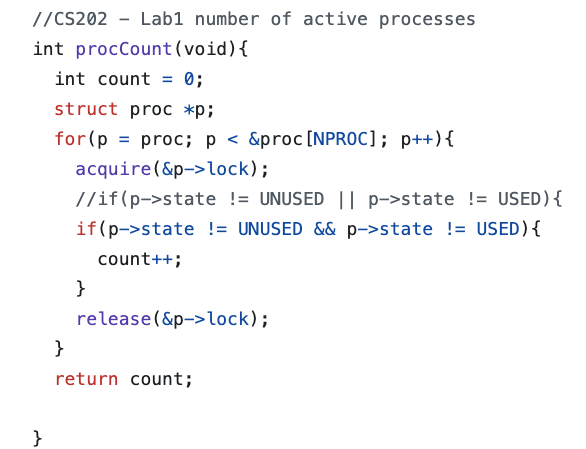 //CS202 - Lab1 number of active processes
int procCount(void){
  int count = 0;
  struct proc *p;
  for(p = proc; p < &proc[NPROC]; p++){
    acquire(&p->lock);
    //if(p->state != UNUSED || p->state != USED){
    if(p->state != UNUSED && p->state != USED){
      count++;
    }
    release(&p->lock);
  }
  return count;

}